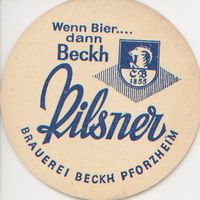 Wenn Bier....
dann
Beckh
CB
1855
Pilsner
BRAUEREI BECKH PFORZHEIM